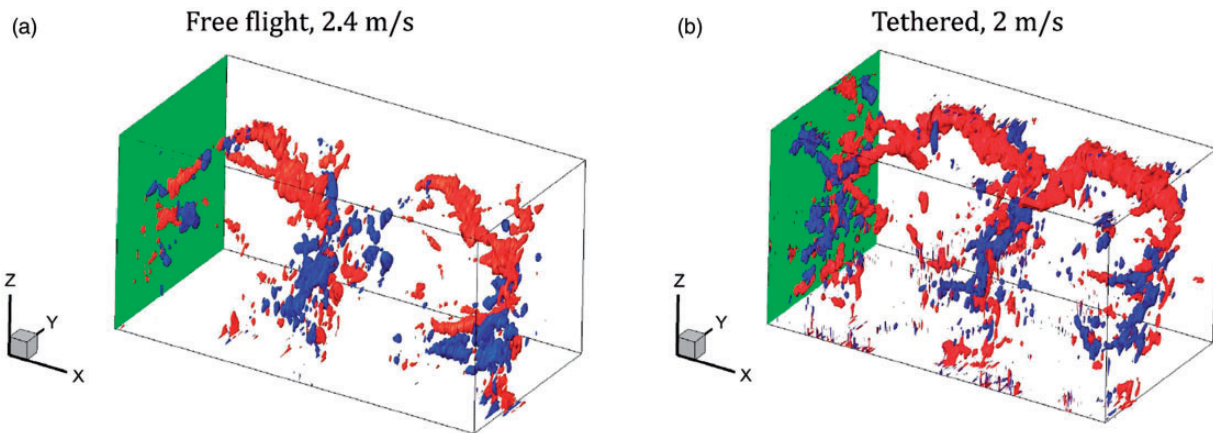 (a)
Free flight, 2.4 m/s
Z
Y
X
(b)
Tethered, 2 m/s
Z
Y
X